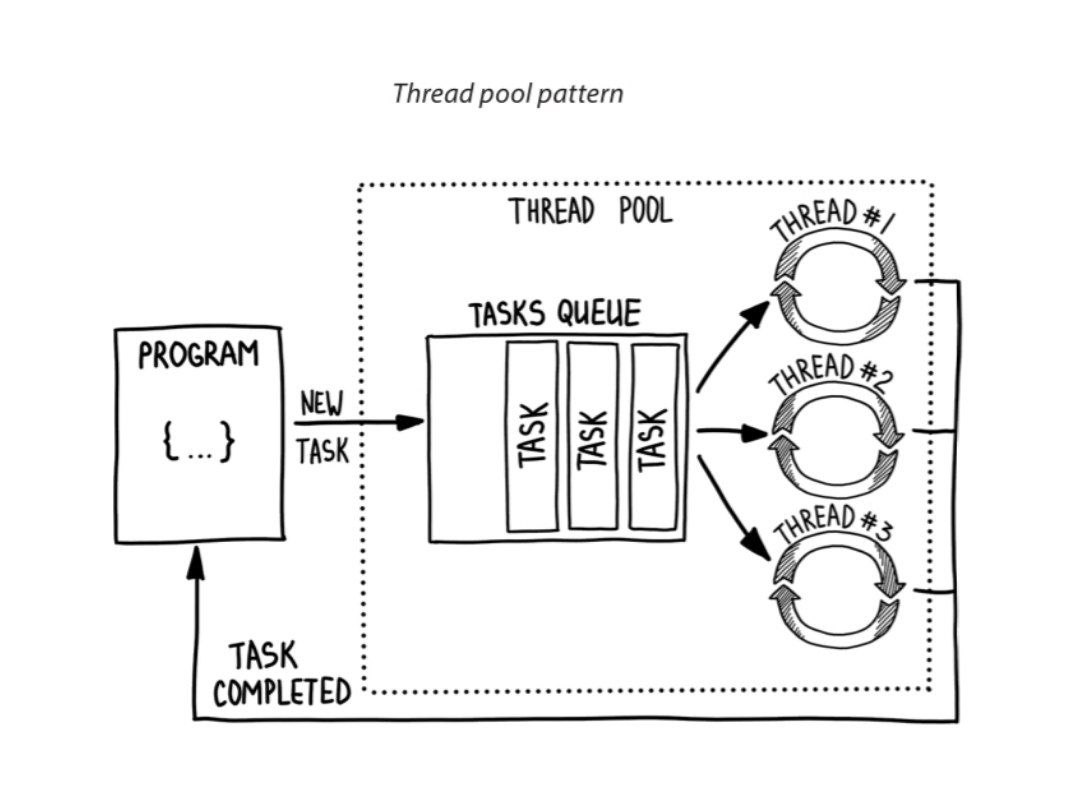 Thread pool pattern
THREAD POOL
THREAD #1
TASKS QUEUE
PROGRAM
{...}
NEW
TASK
TASK
TASK
TASK
THREAD #2
THREAD #3
TASK
COMPLETED